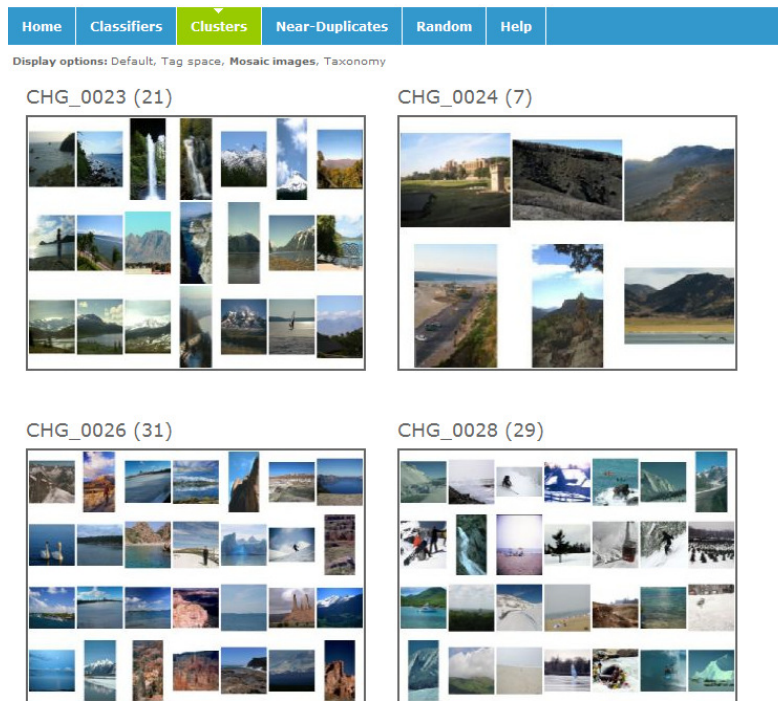 Home Classifiers Clusters Near-Duplicates Random Help
Display options: Default, Tag space, Mosaic images, Taxonomy
CHG_0023 (21) CHG_0024 (7)
CHG_0026 (31) CHG_0028 (29)